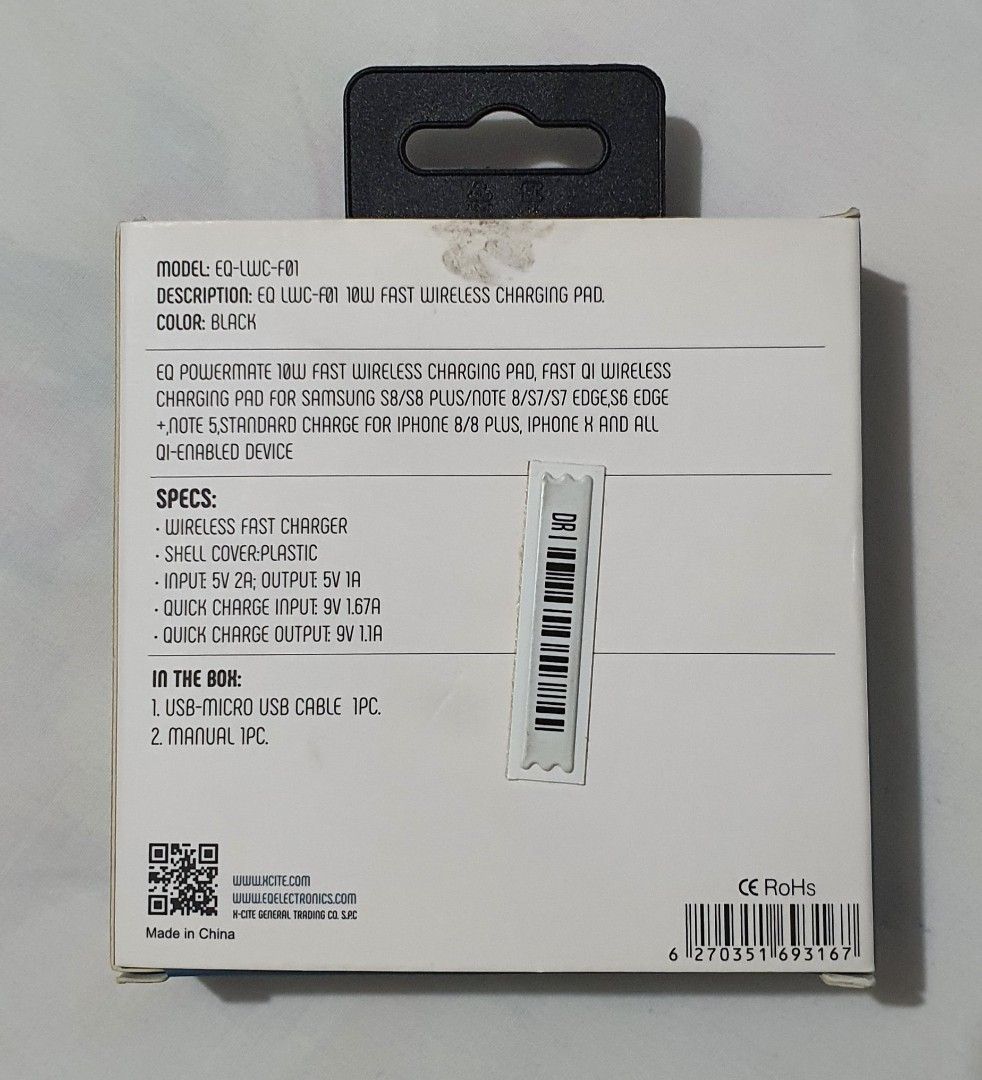 MODEL: EQ-LWC-F01
DESCRIPTION: EQ LWC-F01 10W FAST WIRELESS CHARGING PAD.
COLOR: BLACK
EQ POWERMATE 10W FAST WIRELESS CHARGING PAD, FAST QI WIRELESS
CHARGING PAD FOR SAMSUNG S8/S8 PLUS/NOTE 8/S7/S7 EDGE,S6 EDGE
+,NOTE 5,STANDARD CHARGE FOR IPHONE 8/8 PLUS, IPHONE X AND ALL
QI-ENABLED DEVICE
SPECS:
· WIRELESS FAST CHARGER
· SHELL COVER:PLASTIC
· INPUT: 5V 2A; OUTPUT: 5V 1A
· QUICK CHARGE INPUT: 9V 1.67A
· QUICK CHARGE OUTPUT: 9V 1.1A
DR I
IN THE BOX:
1. USB-MICRO USB CABLE 1PC.
2. MANUAL 1PC.
WWW.XCITE.COM
WWW.EQELECTRONICS.COM
X-CITE GENERAL TRADING CO. S.P.C
Made in China
CE RoHs
6 270351 693167